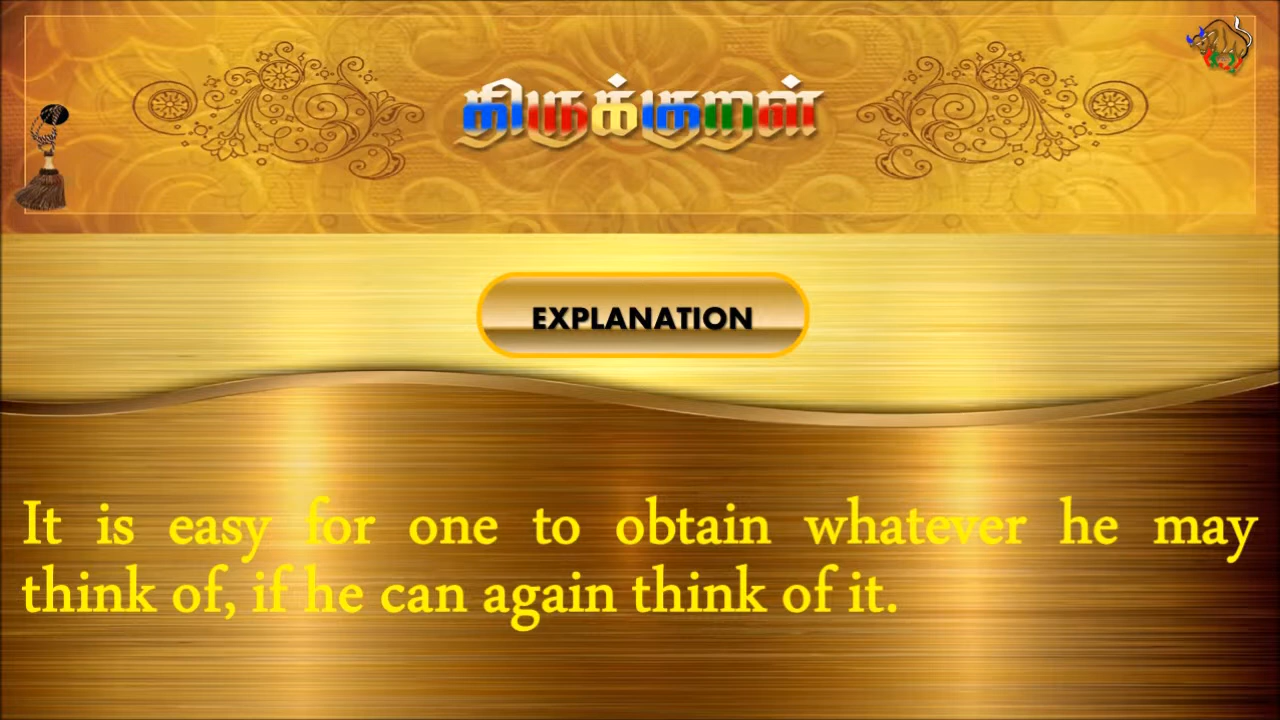 திருக்குறள்
EXPLANATION
It is easy for one to obtain whatever he may
think of, if he can again think of it.